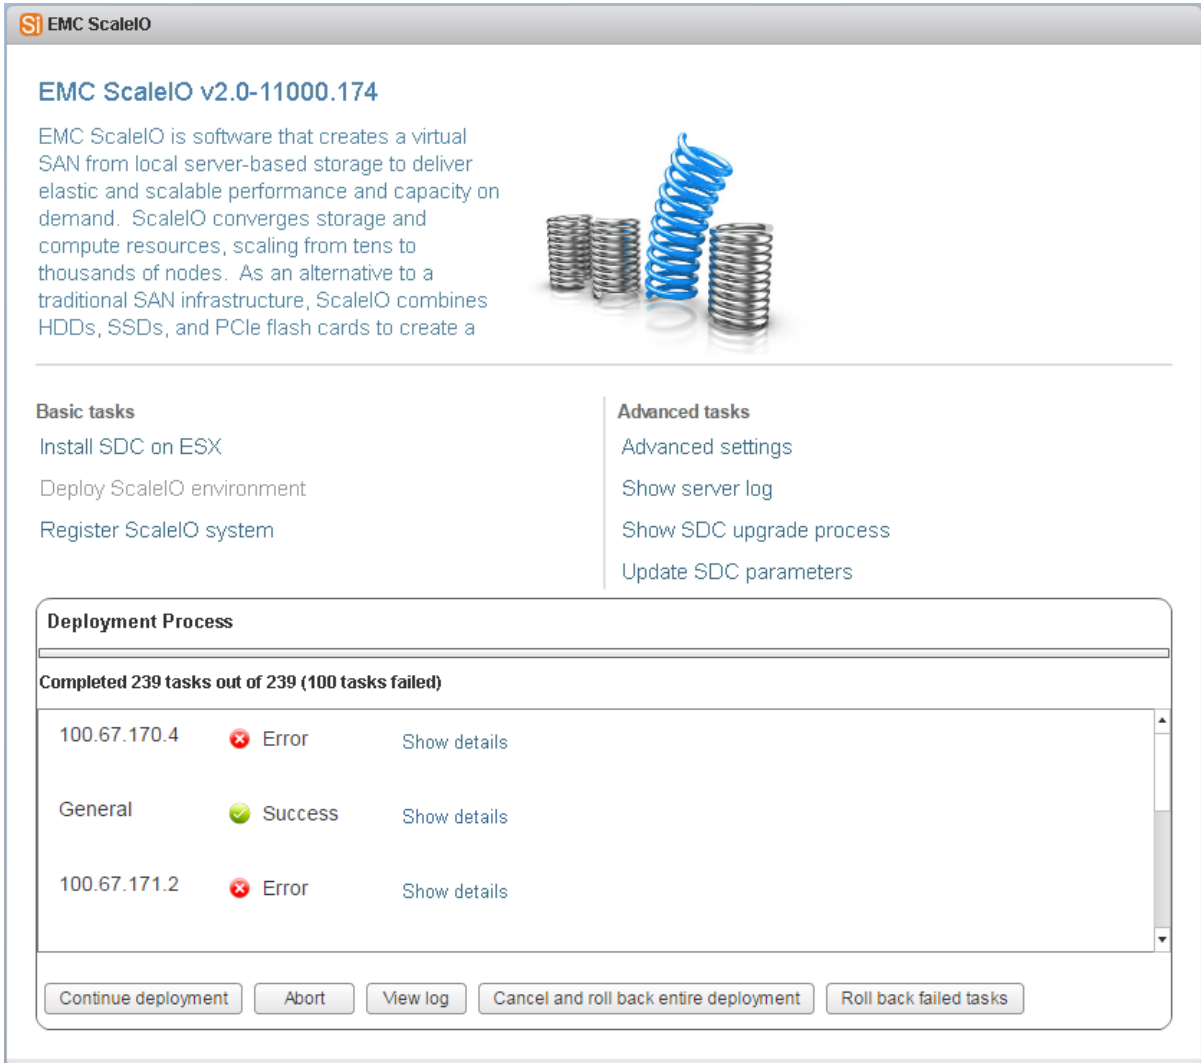 Si EMC ScaleIO
EMC ScaleIO v2.0-11000.174
EMC ScaleIO is software that creates a virtual
SAN from local server-based storage to deliver
elastic and scalable performance and capacity on
demand. ScaleIO converges storage and
compute resources, scaling from tens to
thousands of nodes. As an alternative to a
traditional SAN infrastructure, ScaleIO combines
HDDs, SSDs, and PCIe flash cards to create a
Basic tasks
Install SDC on ESX
Deploy ScaleIO environment
Register ScaleIO system
Advanced tasks
Advanced settings
Show server log
Show SDC upgrade process
Update SDC parameters
Deployment Process
Completed 239 tasks out of 239 (100 tasks failed)
100.67.170.4 Error Show details
General Success Show details
100.67.171.2 Error Show details
Continue deployment Abort View log Cancel and roll back entire deployment Roll back failed tasks